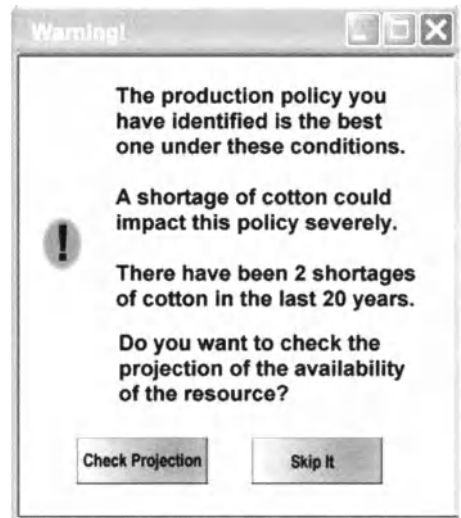 Warning!
The production policy you
have identified is the best
one under these conditions.
A shortage of cotton could
impact this policy severely.
!
There have been 2 shortages
of cotton in the last 20 years.
Do you want to check the
projection of the availability
of the resource?
Check Projection
Skip It